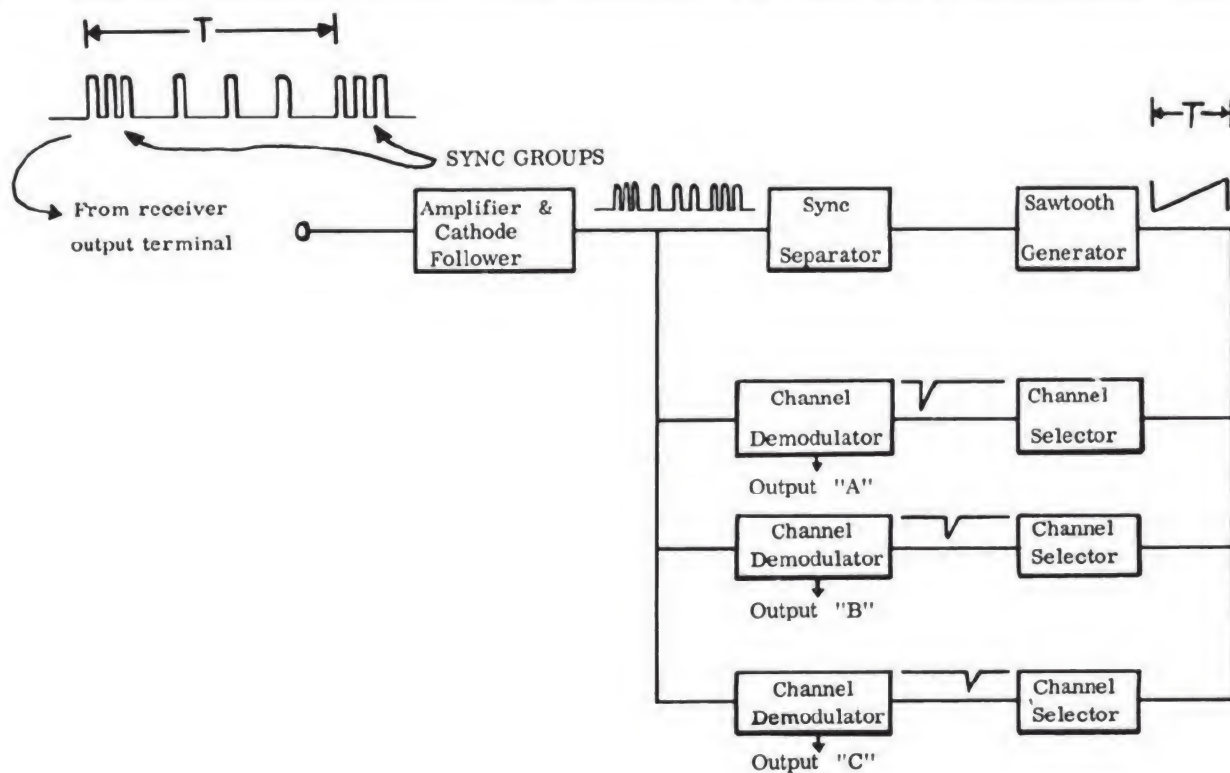 T
SYNC GROUPS
From receiver
output terminal
Amplifier &
Cathode
Follower
Sync
Separator
Sawtooth
Generator
T
Channel
Demodulator
Channel
Selector
Output "A"
Channel
Demodulator
Channel
Selector
Output "B"
Channel
Demodulator
Channel
Selector
Output "C"